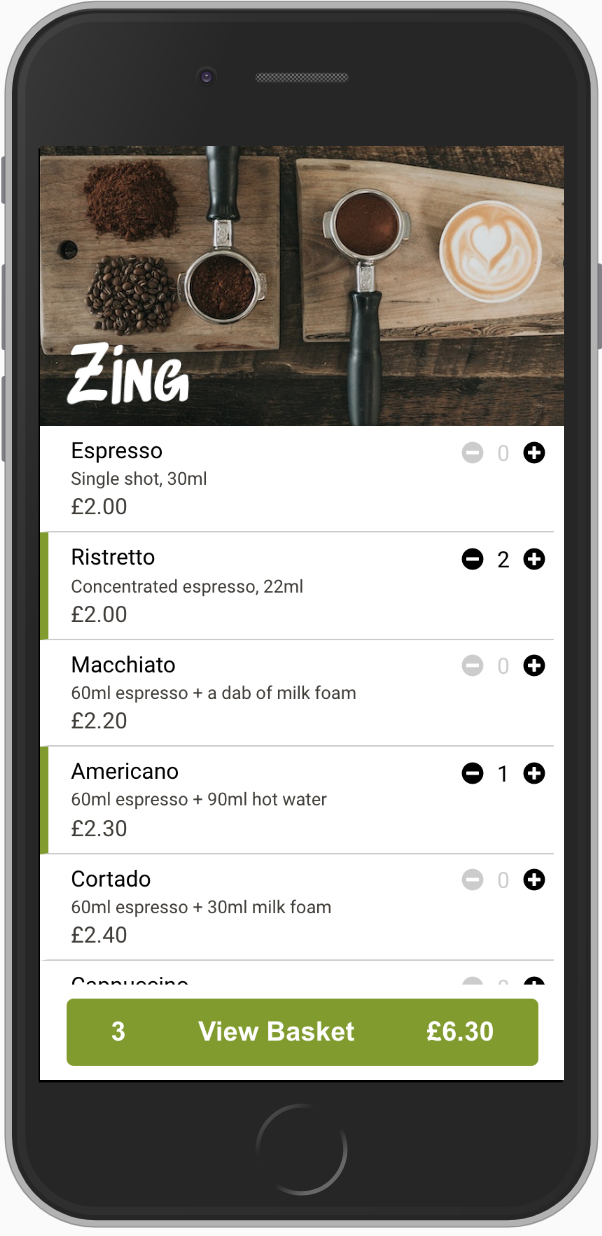 Zing
Espresso
0
Single shot, 30ml
£2.00
Ristretto
2
Concentrated espresso, 22ml
£2.00
Macchiato
0
60ml espresso + a dab of milk foam
£2.20
Americano
1
60ml espresso + 90ml hot water
£2.30
Cortado
0
60ml espresso + 30ml milk foam
£2.40
Cappuccino
0
3 View Basket £6.30